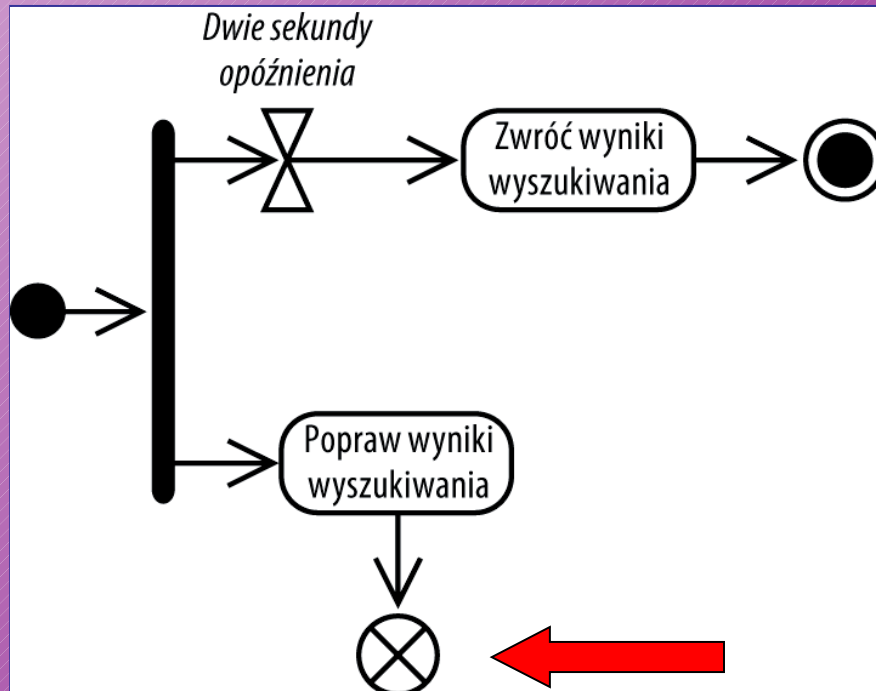 Dwie sekundy
opóźnienia
Zwróć wyniki
wyszukiwania
Popraw wyniki
wyszukiwania